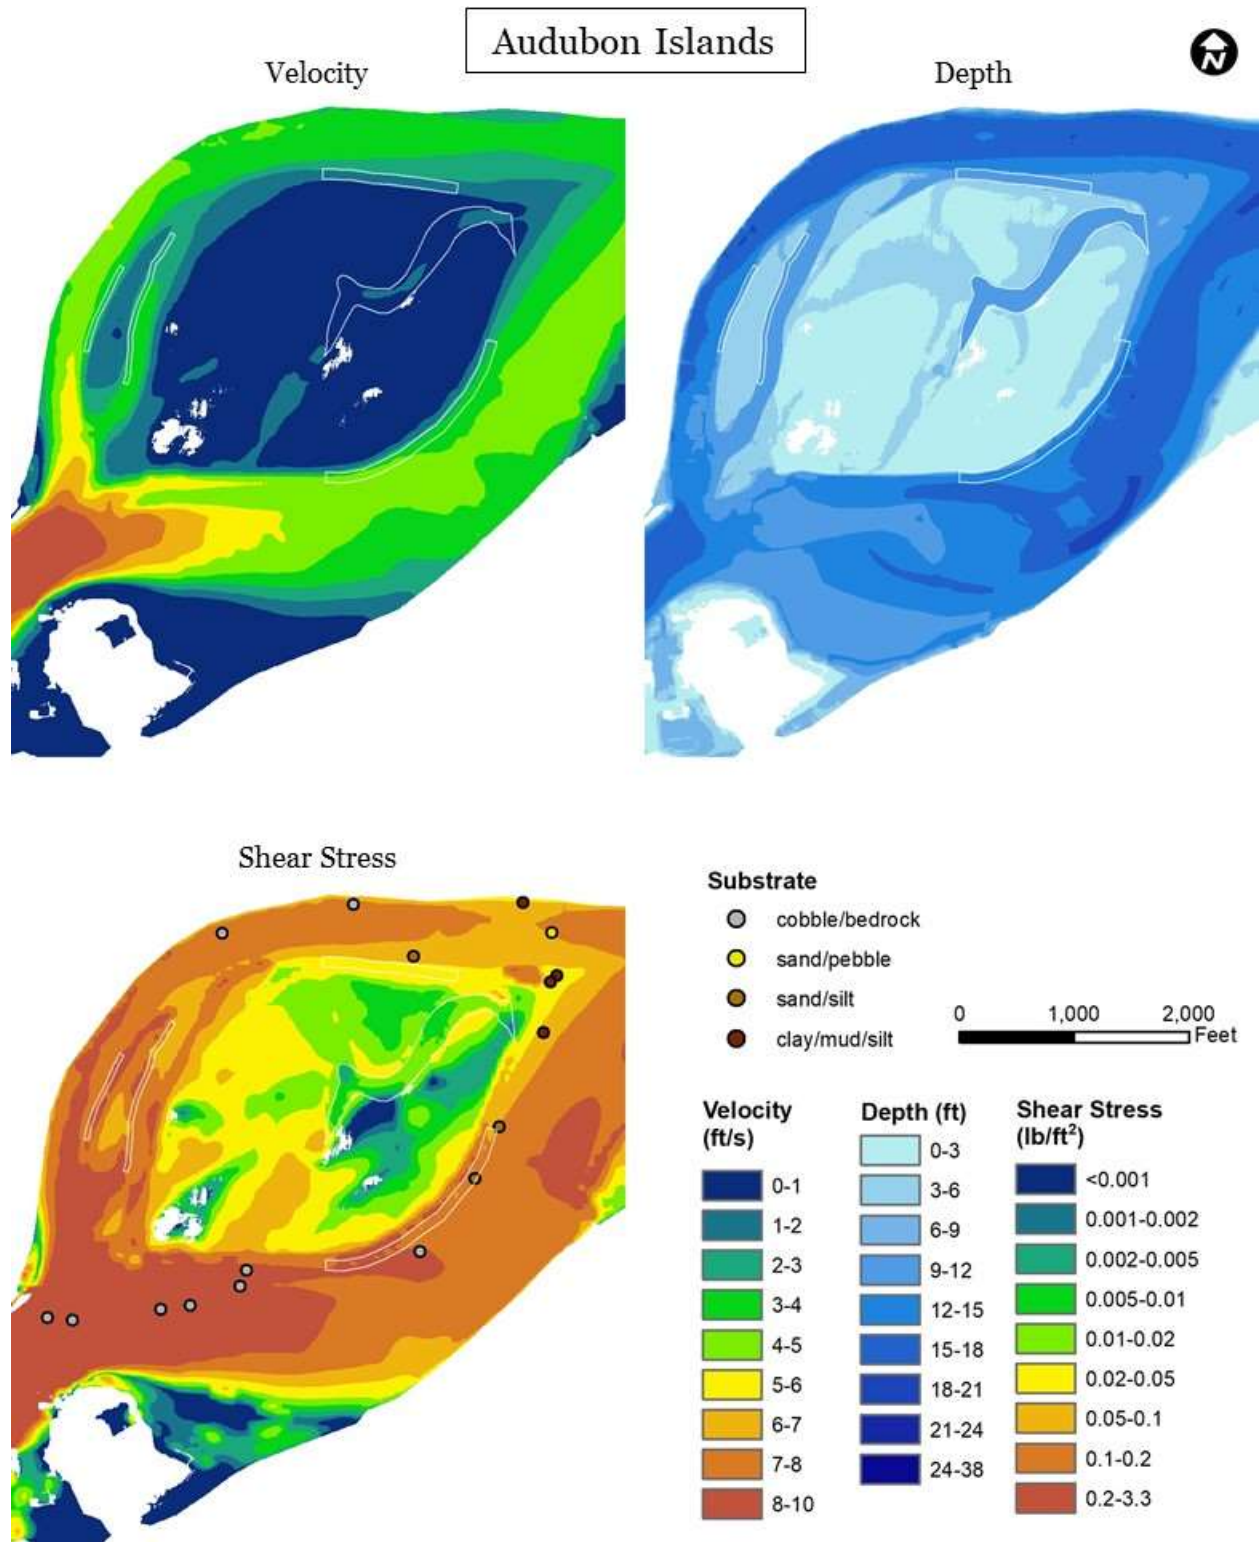 Audubon Islands
N
Velocity
Depth
Shear Stress
Substrate
cobble/bedrock
sand/pebble
sand/silt
clay/mud/silt
0 1,000 2,000
Feet
Velocity
(ft/s)
0-1
1-2
2-3
3-4
4-5
5-6
6-7
7-8
8-10
Depth (ft)
0-3
3-6
6-9
9-12
12-15
15-18
18-21
21-24
24-38
Shear Stress
(lb/ft²)
<0.001
0.001-0.002
0.002-0.005
0.005-0.01
0.01-0.02
0.02-0.05
0.05-0.1
0.1-0.2
0.2-3.3